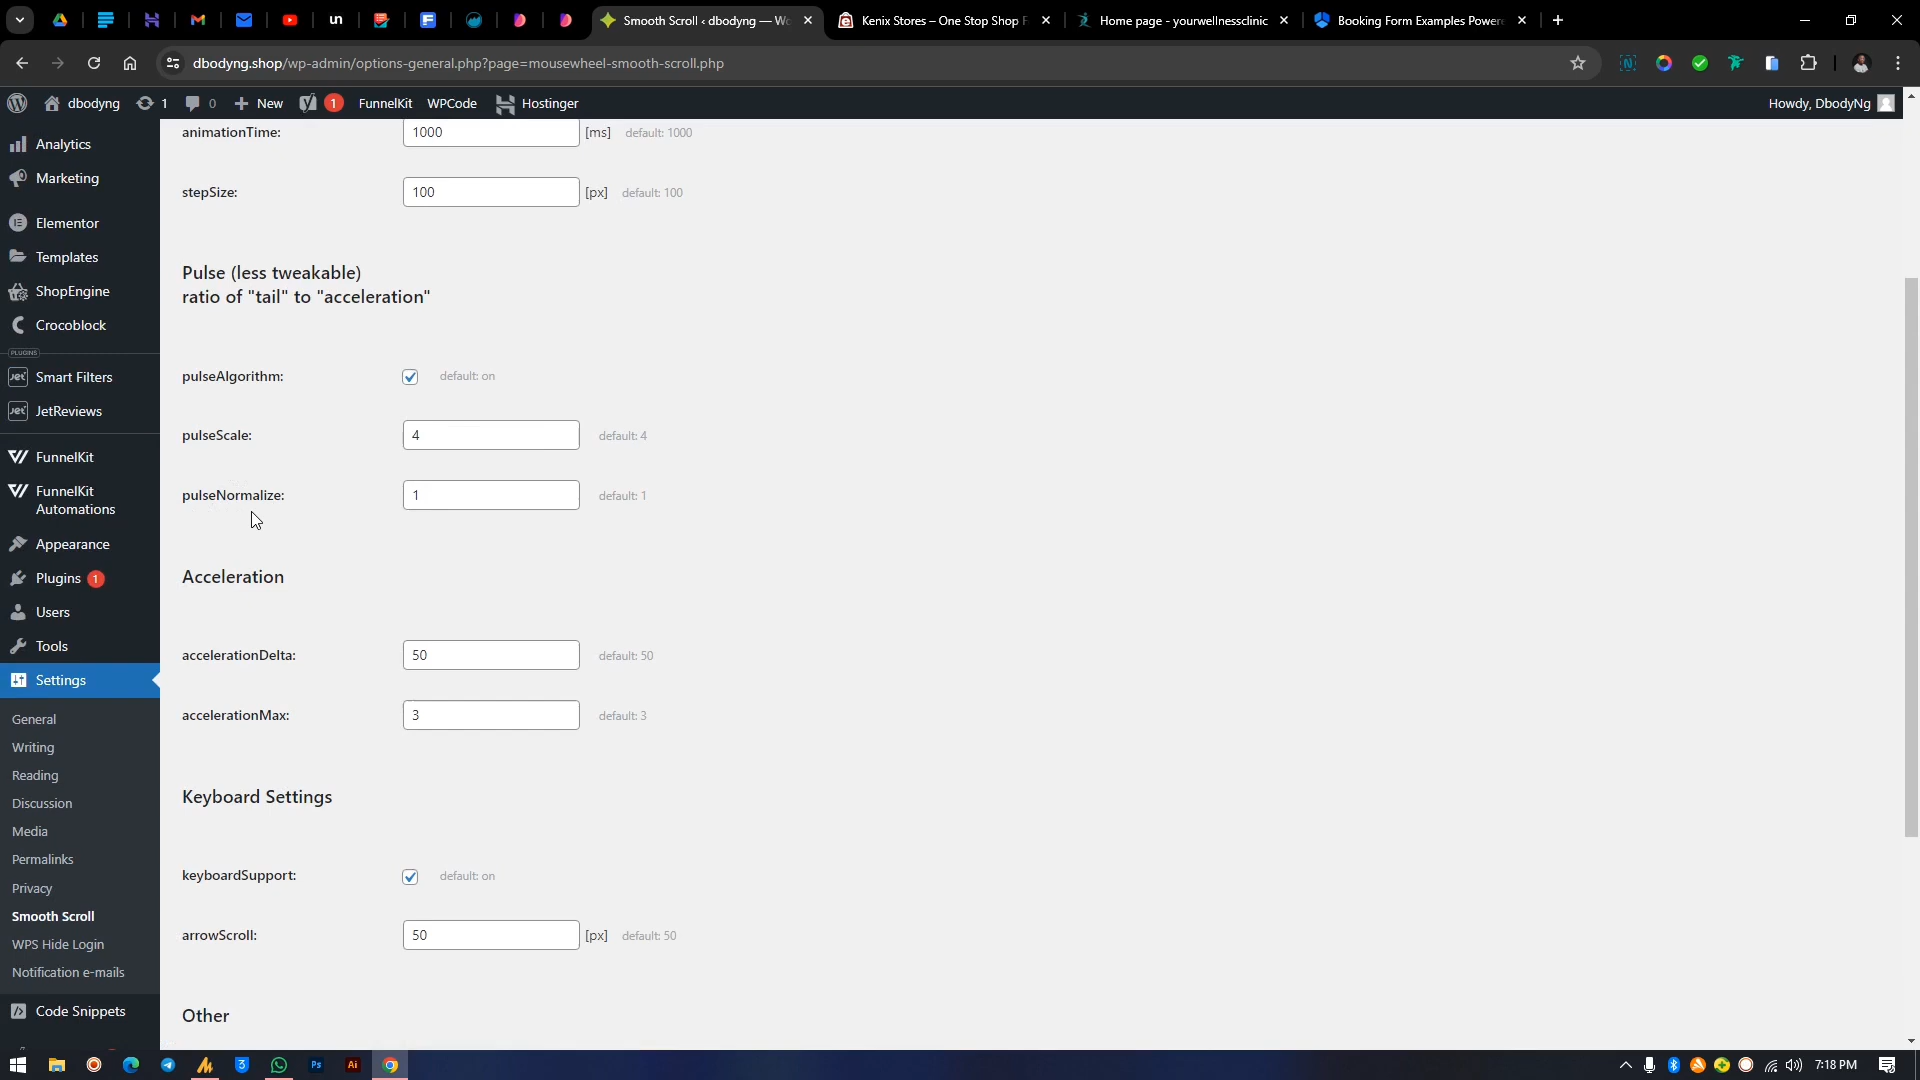 un
Smooth Scroll ‹ dbodyng — Wo
Kenix Stores – One Stop Shop F
Home page - yourwellnessclinic
Booking Form Examples Powere
dbodyng.shop/wp-admin/options-general.php?page=mousewheel-smooth-scroll.php
dbodyng
1
0
New
1
FunnelKit
WPCode
Hostinger
Howdy, DbodyNg
Analytics
Marketing
Elementor
Templates
ShopEngine
Crocoblock
PLUGINS
Smart Filters
JetReviews
FunnelKit
FunnelKit
Automations
Appearance
Plugins 1
Users
Tools
Settings
General
Writing
Reading
Discussion
Media
Permalinks
Privacy
Smooth Scroll
WPS Hide Login
Notification e-mails
Code Snippets
animationTime: 1000 [ms] default: 1000
stepSize: 100 [px] default: 100
Pulse (less tweakable)
ratio of "tail" to "acceleration"
pulseAlgorithm: default: on
pulseScale: 4 default: 4
pulseNormalize: 1 default: 1
Acceleration
accelerationDelta: 50 default: 50
accelerationMax: 3 default: 3
Keyboard Settings
keyboardSupport: default: on
arrowScroll: 50 [px] default: 50
Other
Ps
Ai
7:18 PM